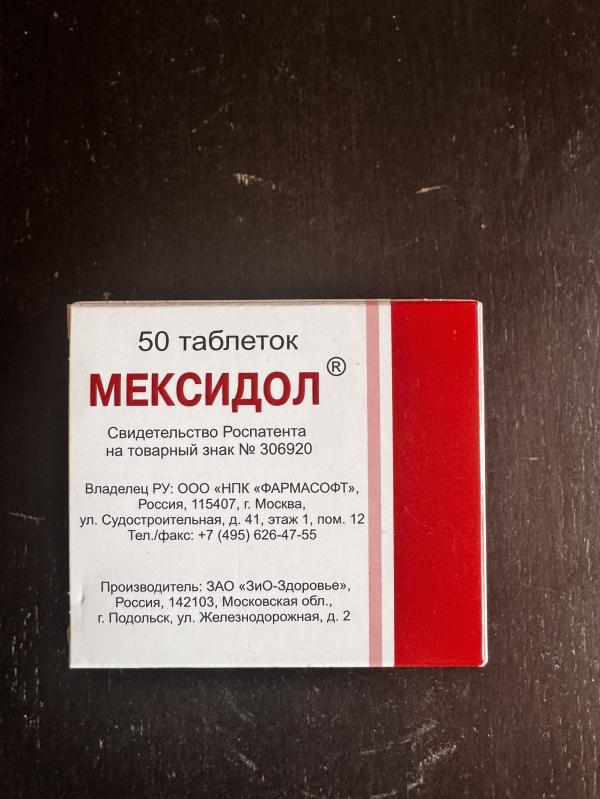 50 таблеток
МЕКСИДОЛ®
Свидетельство Роспатента
на товарный знак № 306920
Владелец РУ: ООО «НПК «ФАРМАСОФТ»,
Россия, 115407, г. Москва,
ул. Судостроительная, д. 41, этаж 1, пом. 12
Тел./факс: +7 (495) 626-47-55
Производитель: ЗАО «ЗиО-Здоровье»,
Россия, 142103, Московская обл.,
г. Подольск, ул. Железнодорожная, д. 2